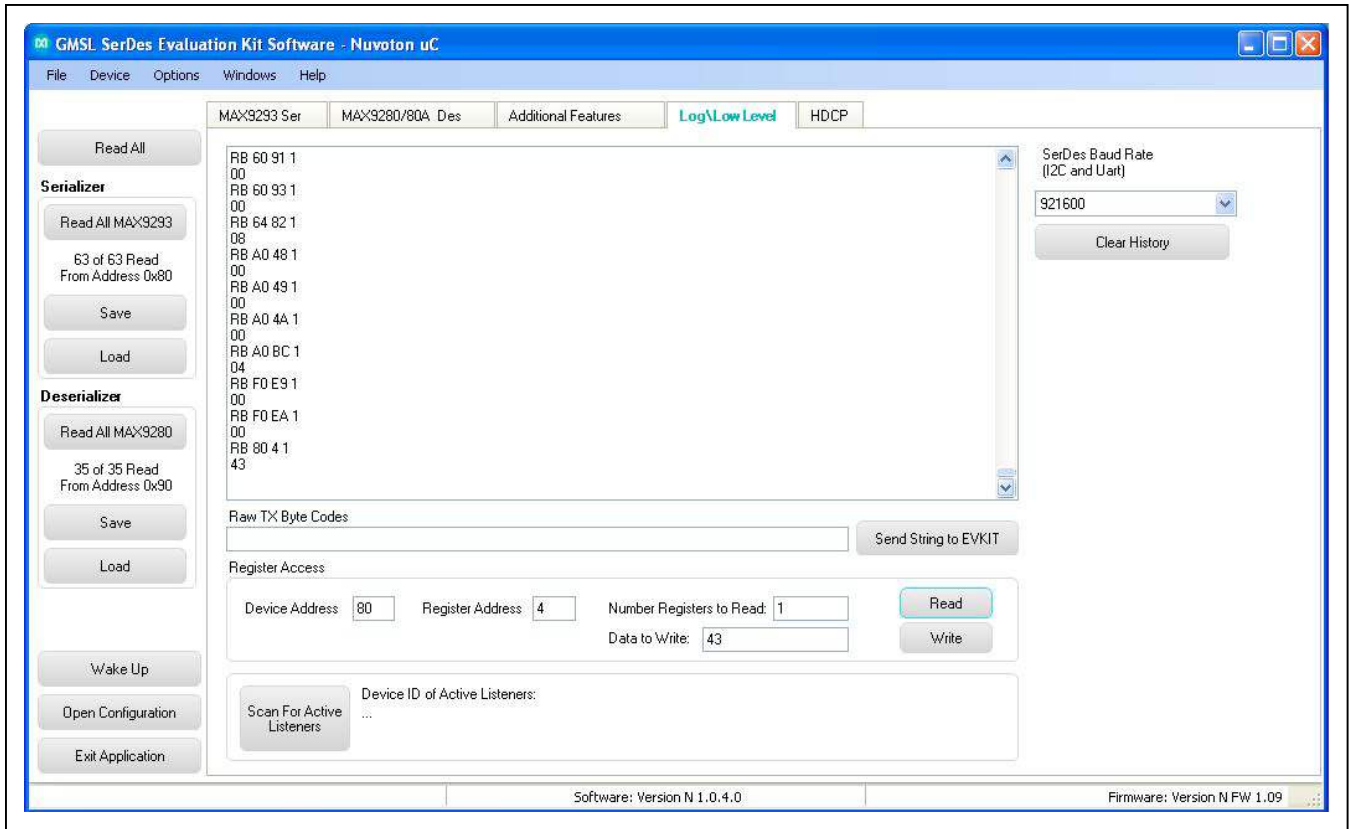 GMSL SerDes Evaluation Kit Software - Nuvoton uC
File Device Options Windows Help
MAX9293 Ser MAX9280/80A Des Additional Features Log\Low Level HDCP
Read All
Serializer
Read All MAX9293
63 of 63 Read
From Address 0x80
Save
Load
Deserializer
Read All MAX9280
35 of 35 Read
From Address 0x90
Save
Load
Wake Up
Open Configuration
Exit Application
RB 60 91 1
00
RB 60 93 1
00
RB 64 82 1
08
RB A0 48 1
00
RB A0 49 1
00
RB A0 4A 1
00
RB A0 BC 1
04
RB F0 E9 1
00
RB F0 EA 1
00
RB 80 4 1
43
SerDes Baud Rate
(I2C and Uart)
921600
Clear History
Raw TX Byte Codes
Send String to EVKIT
Register Access
Device Address 80 Register Address 4 Number Registers to Read: 1 Read
Data to Write: 43 Write
Scan For Active
Listeners
Device ID of Active Listeners:
...
Software: Version N 1.0.4.0 Firmware: Version N FW 1.09